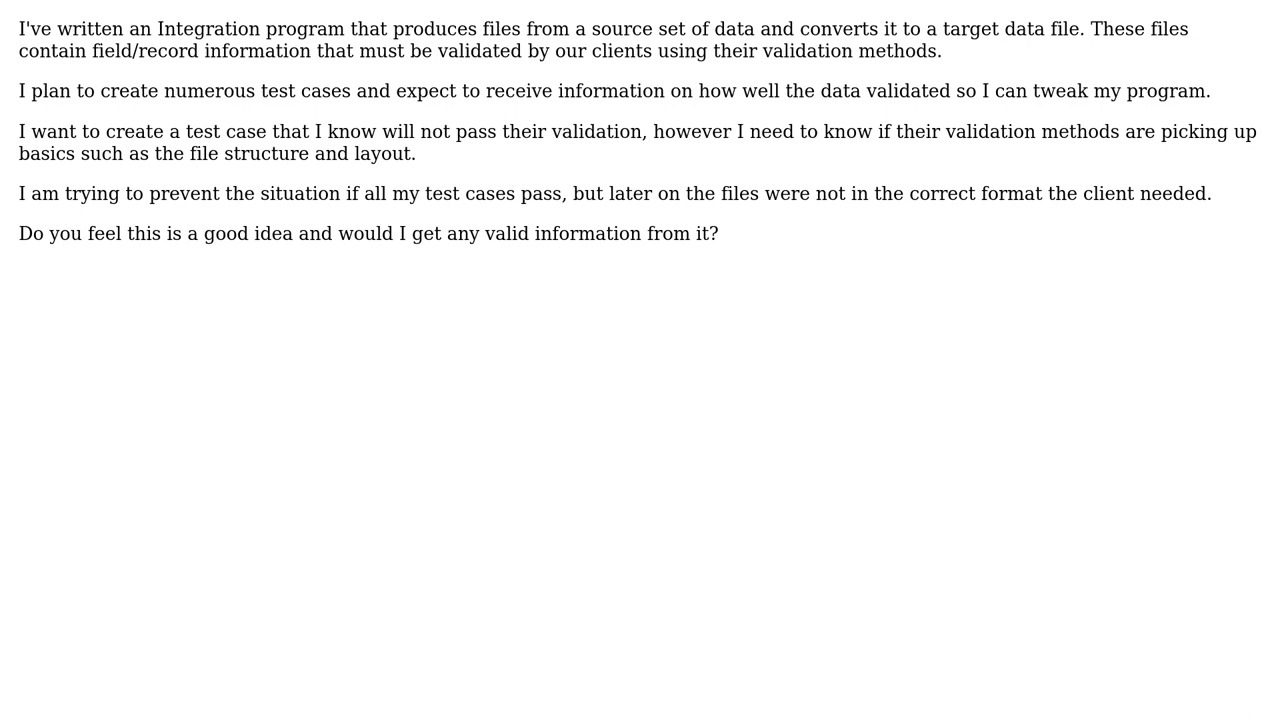 I've written an Integration program that produces files from a source set of data and converts it to a target data file. These files
contain field/record information that must be validated by our clients using their validation methods.
I plan to create numerous test cases and expect to receive information on how well the data validated so I can tweak my program.
I want to create a test case that I know will not pass their validation, however I need to know if their validation methods are picking up
basics such as the file structure and layout.
I am trying to prevent the situation if all my test cases pass, but later on the files were not in the correct format the client needed.
Do you feel this is a good idea and would I get any valid information from it?